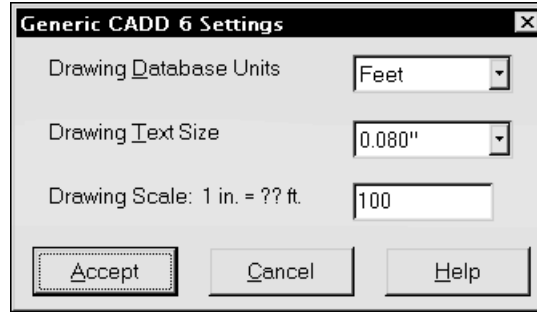 Generic CADD 6 Settings
Drawing Database Units Feet
Drawing Text Size 0.080"
Drawing Scale: 1 in. = ?? ft. 100
Accept Cancel Help